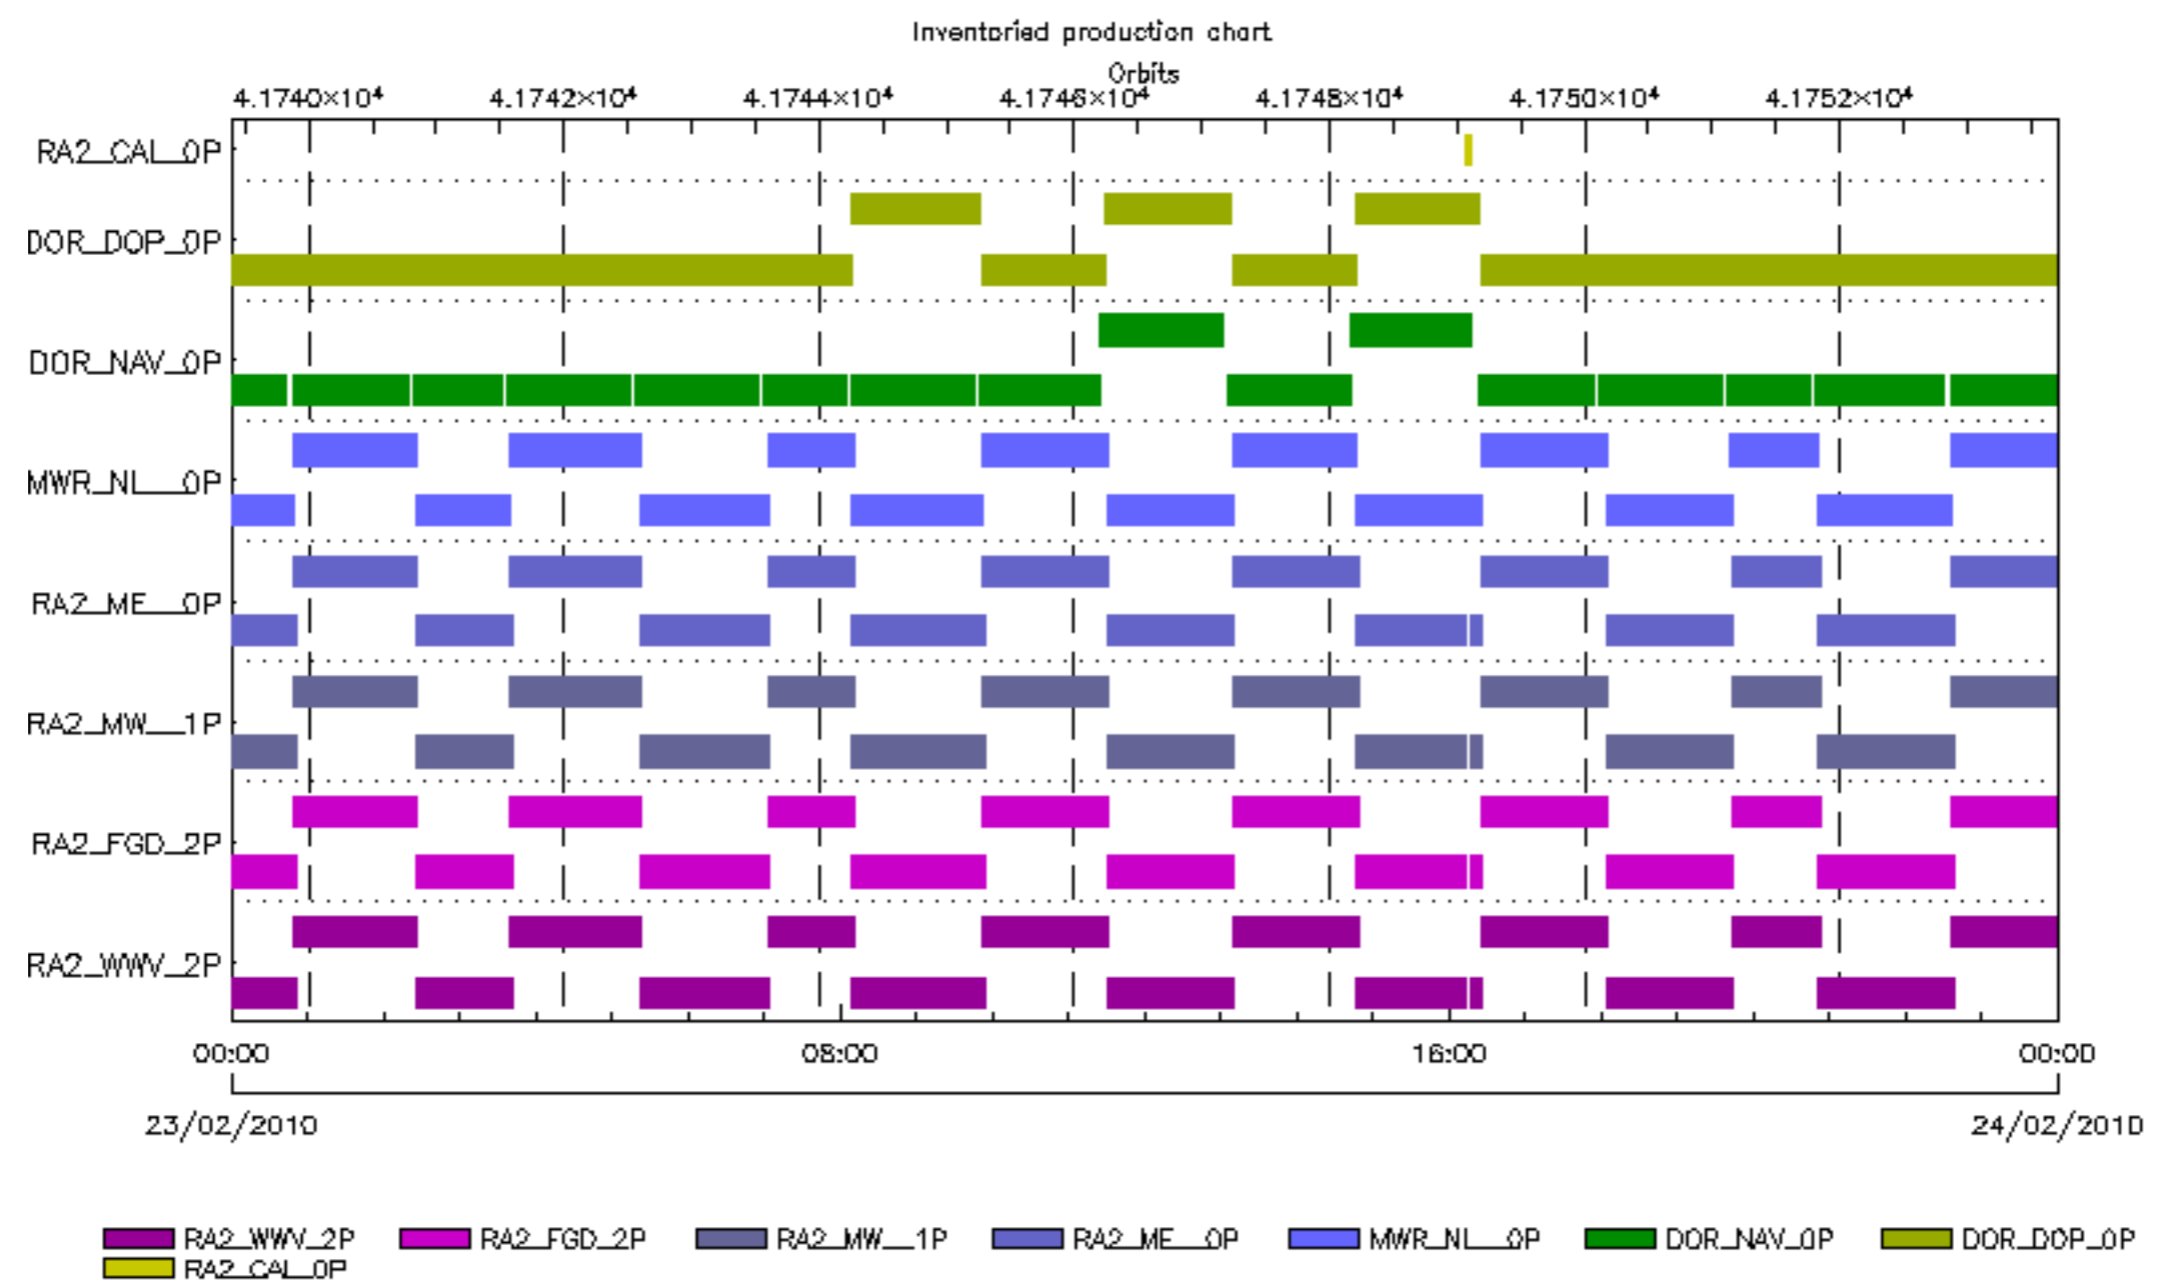 Inventoried production chart
Orbits
4.1740×10⁴ 4.1742×10⁴ 4.1744×10⁴ 4.1746×10⁴ 4.1748×10⁴ 4.1750×10⁴ 4.1752×10⁴
RA2_CAL_0P
DOR_DOP_0P
DOR_NAV_0P
MWR_NL__0P
RA2_ME__0P
RA2_MW__1P
RA2_FGD_2P
RA2_WWV_2P
00:00 08:00 16:00 00:00
23/02/2010 24/02/2010
RA2_WWV_2P RA2_FGD_2P RA2_MW__1P RA2_ME__0P MWR_NL__0P DOR_NAV_0P DOR_DOP_0P
RA2_CAL_0P